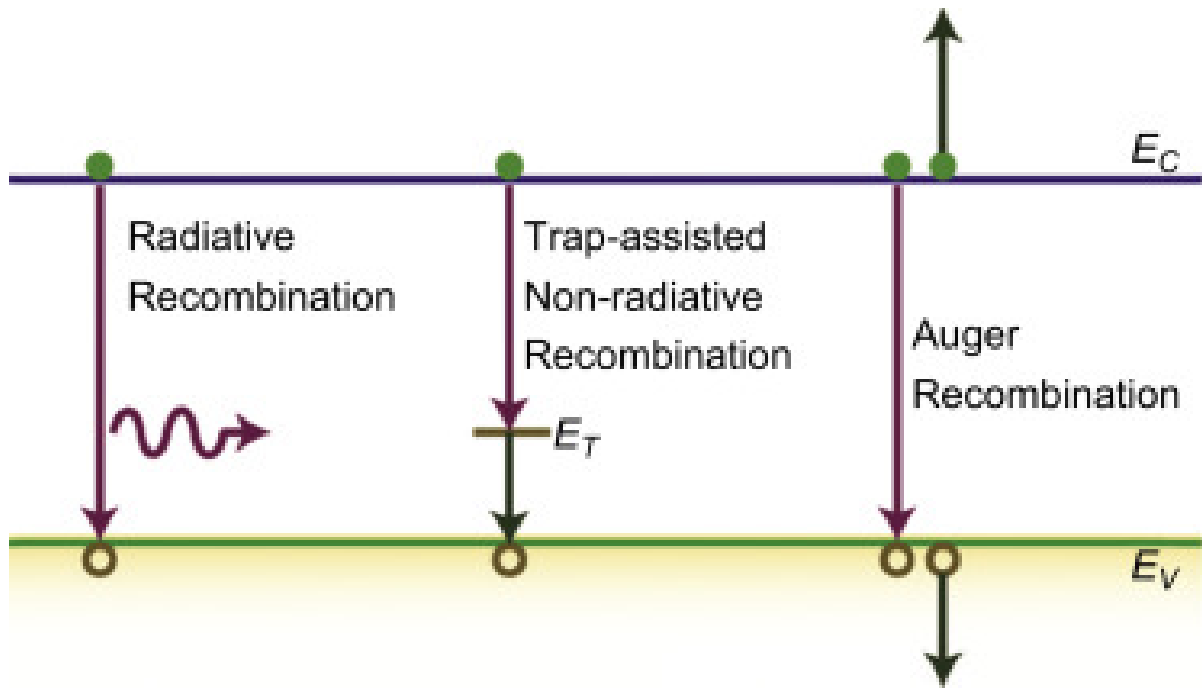 E_C
Radiative
Recombination
Trap-assisted
Non-radiative
Recombination
Auger
Recombination
E_T
E_V